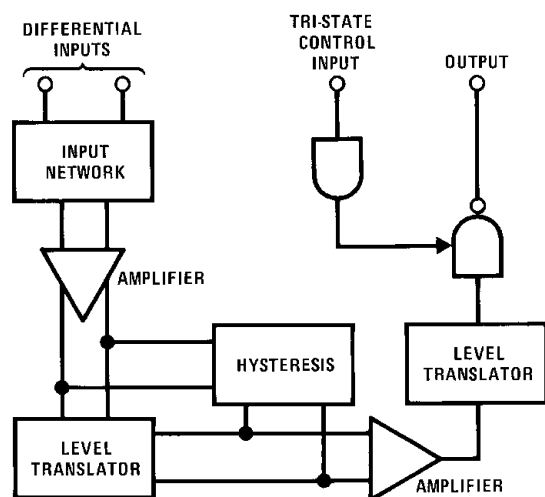 DIFFERENTIAL
INPUTS
TRI-STATE
CONTROL
INPUT
OUTPUT
INPUT
NETWORK
AMPLIFIER
HYSTERESIS
LEVEL
TRANSLATOR
LEVEL
TRANSLATOR
AMPLIFIER